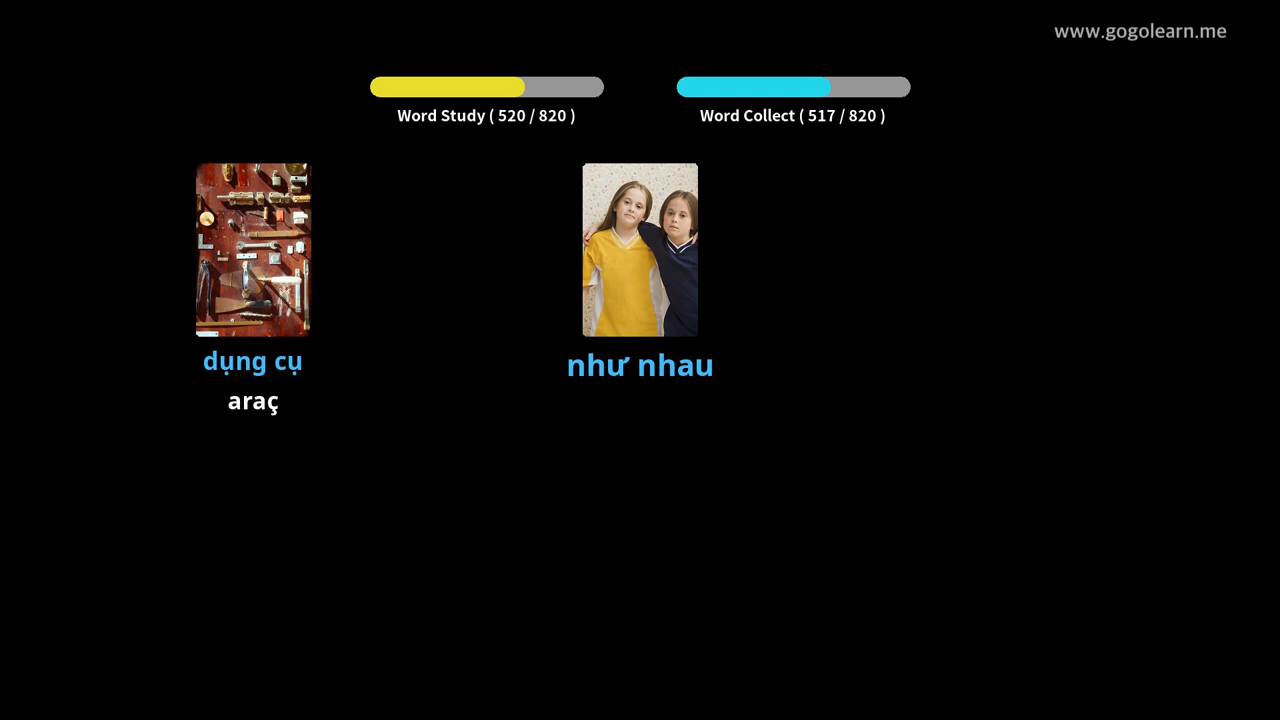 www.gogolearn.me
Word Study ( 520 / 820 )
Word Collect ( 517 / 820 )
dụng cụ
araç
như nhau